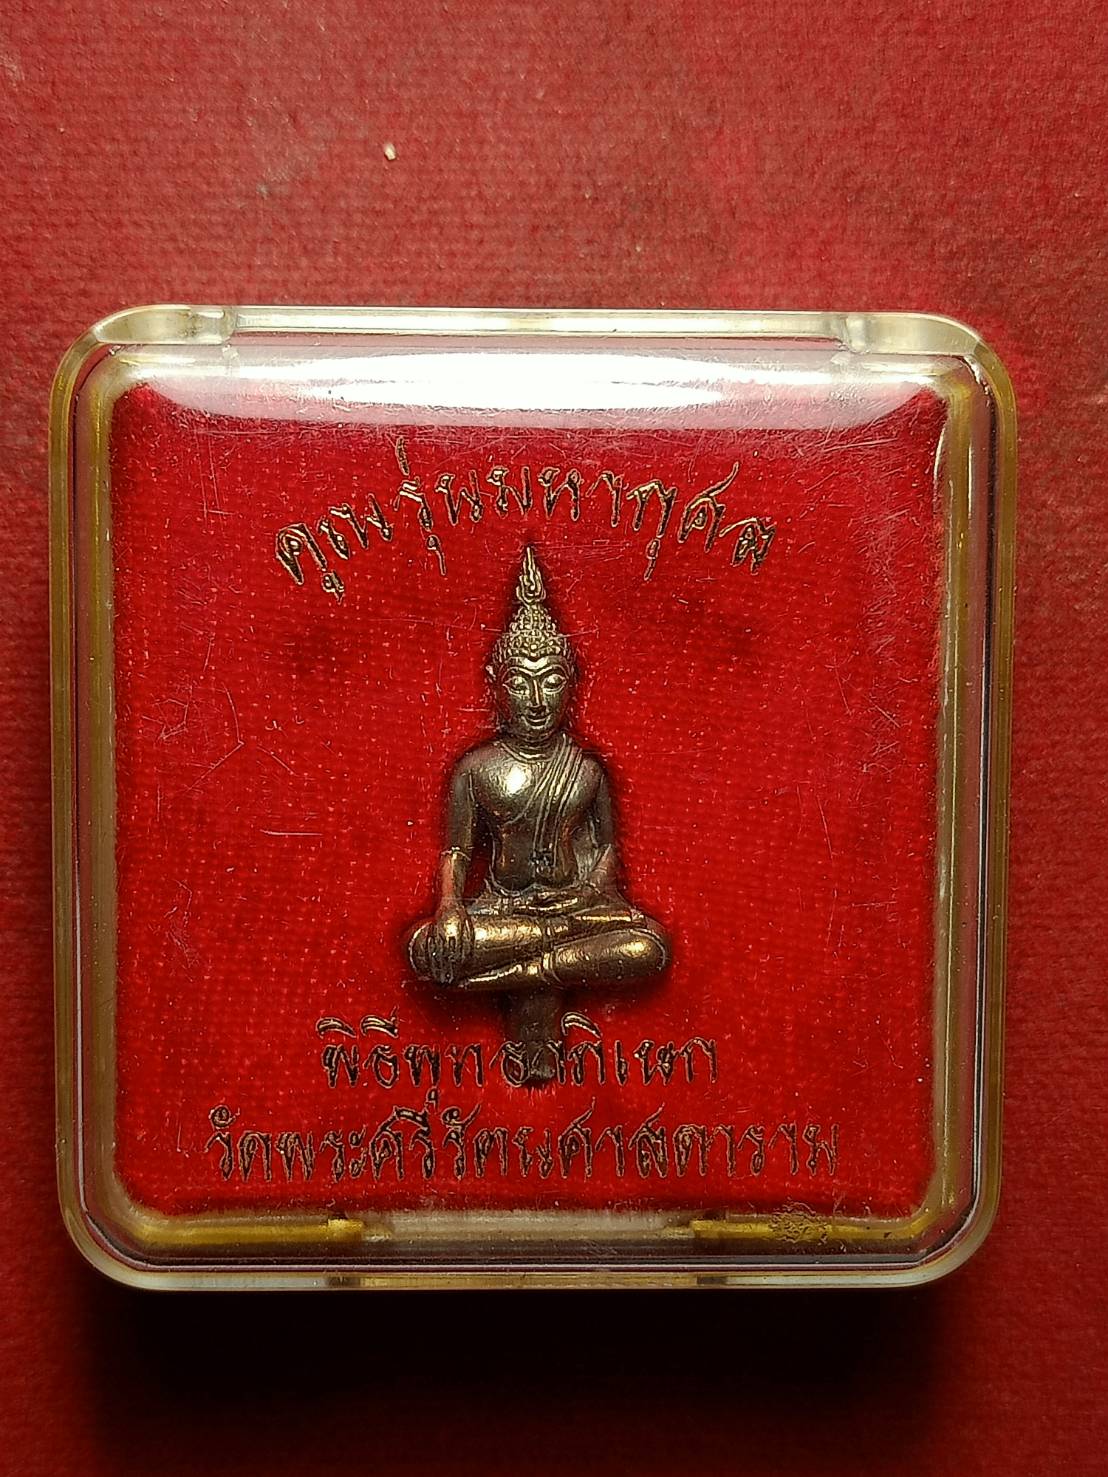 คูณรุ่นมหากุศล
พิธีพุทธาภิเษก
วัดพระศรีรัตนศาสดาราม